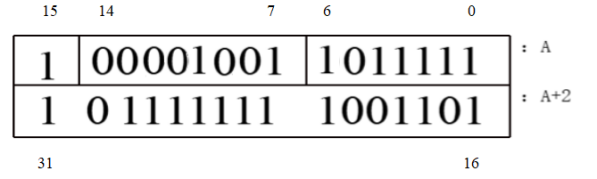 15 14 7 6 0
1 00001001 1011111 : A
1 0 1111111 1001101 : A+2
31 16